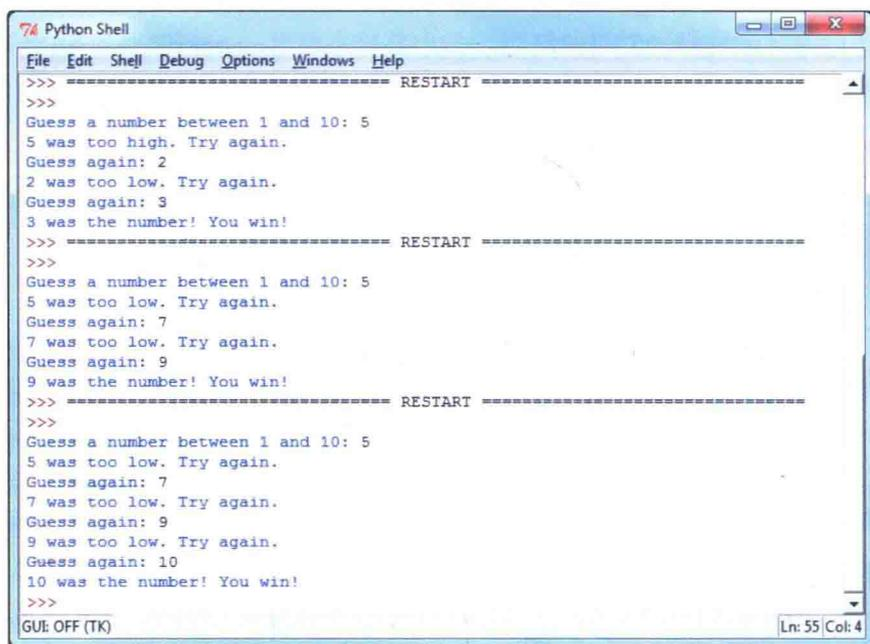 Python Shell
File Edit Shell Debug Options Windows Help
>>> ================================ RESTART ================================
>>>
Guess a number between 1 and 10: 5
5 was too high. Try again.
Guess again: 2
2 was too low. Try again.
Guess again: 3
3 was the number! You win!
>>> ================================ RESTART ================================
>>>
Guess a number between 1 and 10: 5
5 was too low. Try again.
Guess again: 7
7 was too low. Try again.
Guess again: 9
9 was the number! You win!
>>> ================================ RESTART ================================
>>>
Guess a number between 1 and 10: 5
5 was too low. Try again.
Guess again: 7
7 was too low. Try again.
Guess again: 9
9 was too low. Try again.
Guess again: 10
10 was the number! You win!
>>>
GUI: OFF (TK) Ln: 55 Col: 4